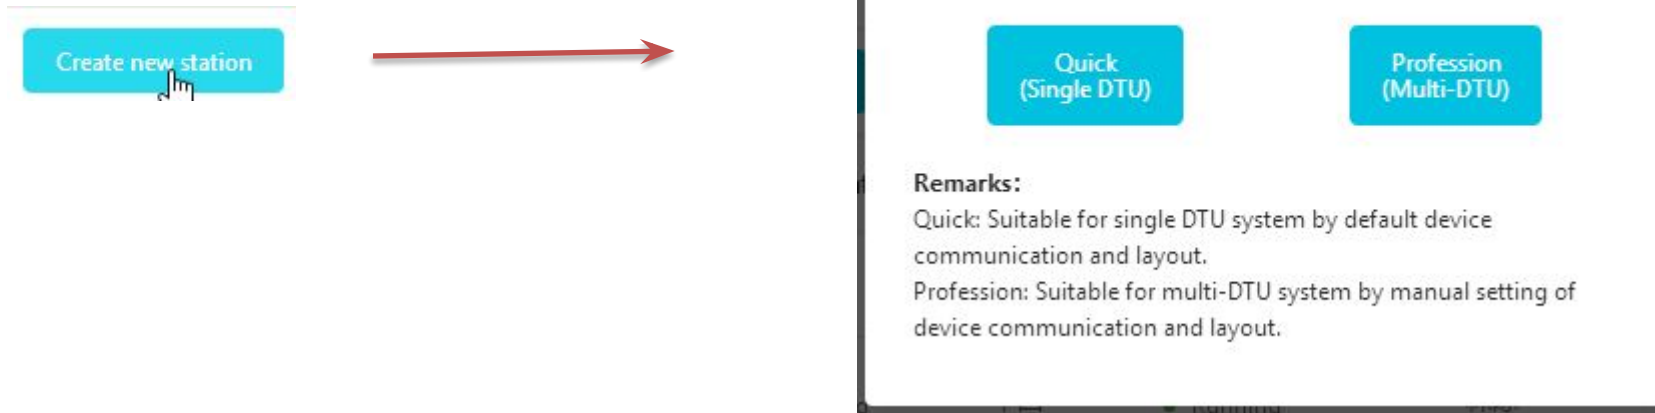 Create new station
Quick
(Single DTU)
Profession
(Multi-DTU)
Remarks:
Quick: Suitable for single DTU system by default device
communication and layout.
Profession: Suitable for multi-DTU system by manual setting of
device communication and layout.